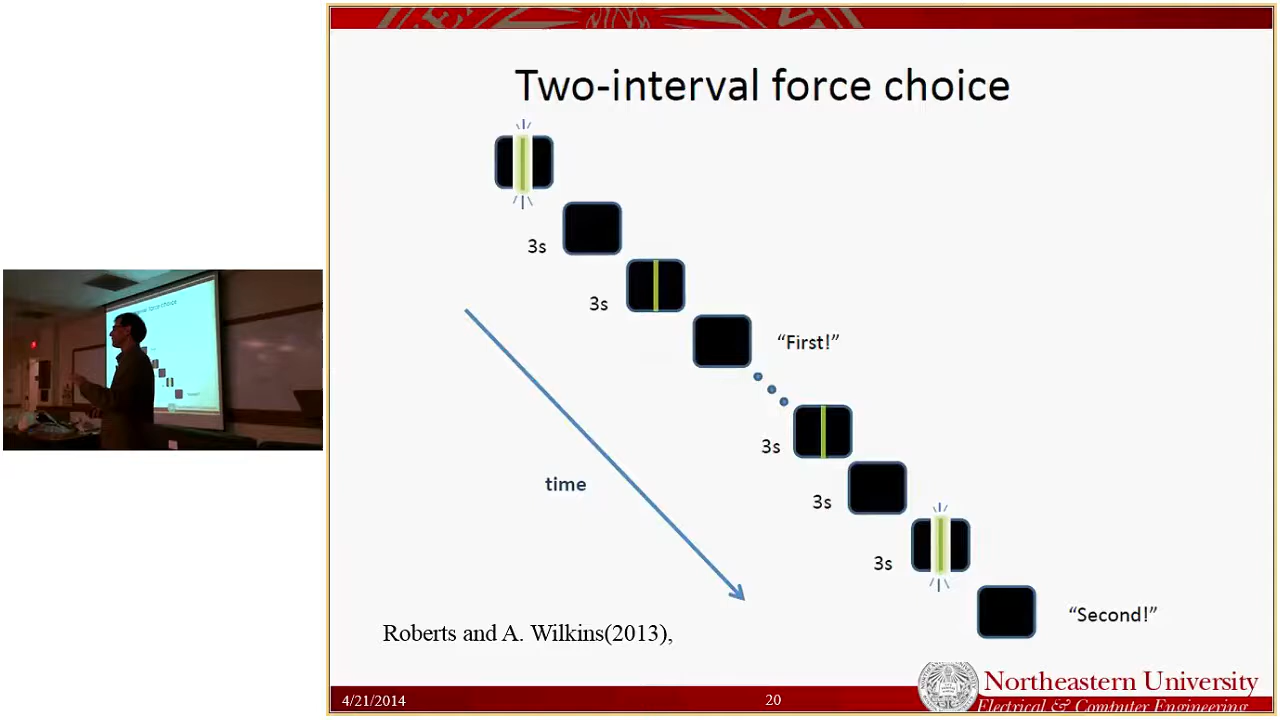 Two-interval force choice
3s
3s
“First!”
3s
time
3s
3s
“Second!”
Roberts and A. Wilkins(2013),
4/21/2014
20
Northeastern University
Electrical & Computer Engineering